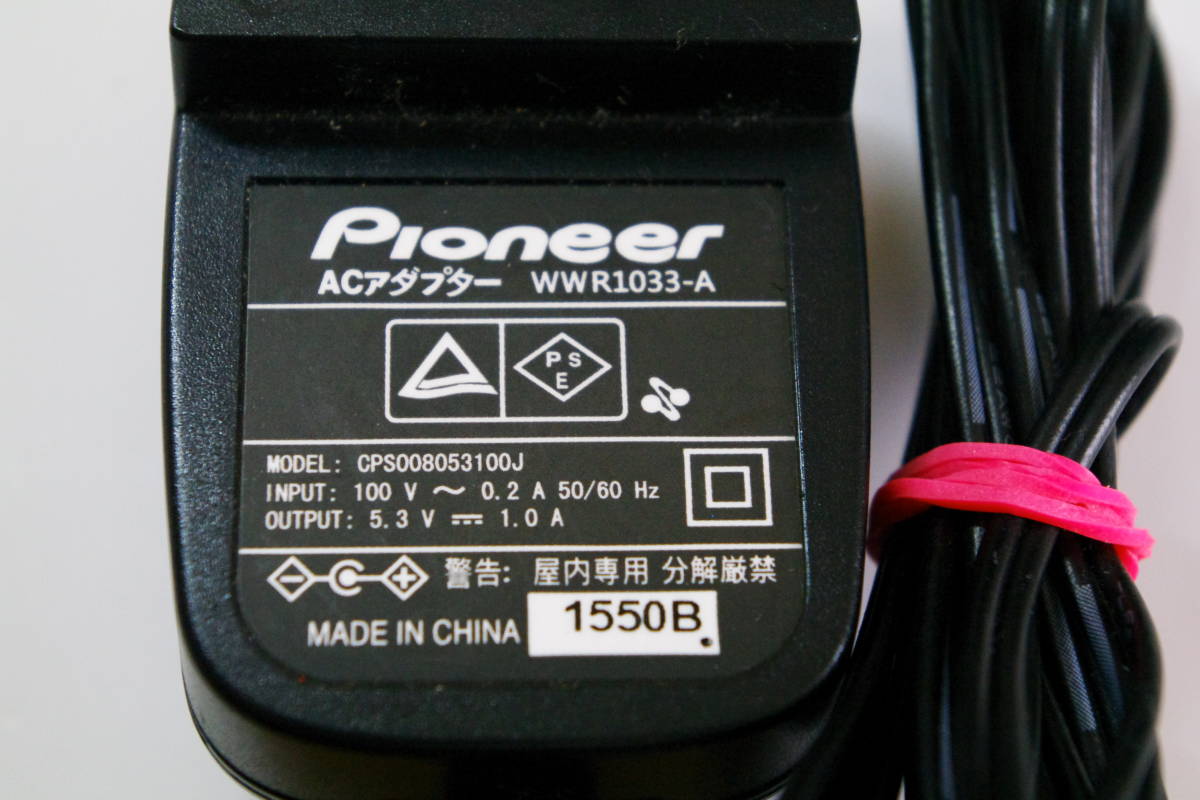 Pioneer
ACアダプター WWR1033-A
PSE
MODEL: CPS008053100J
INPUT: 100 V ～ 0.2 A 50/60 Hz
OUTPUT: 5.3 V ⎓ 1.0 A
警告: 屋内専用 分解厳禁
MADE IN CHINA 1550B